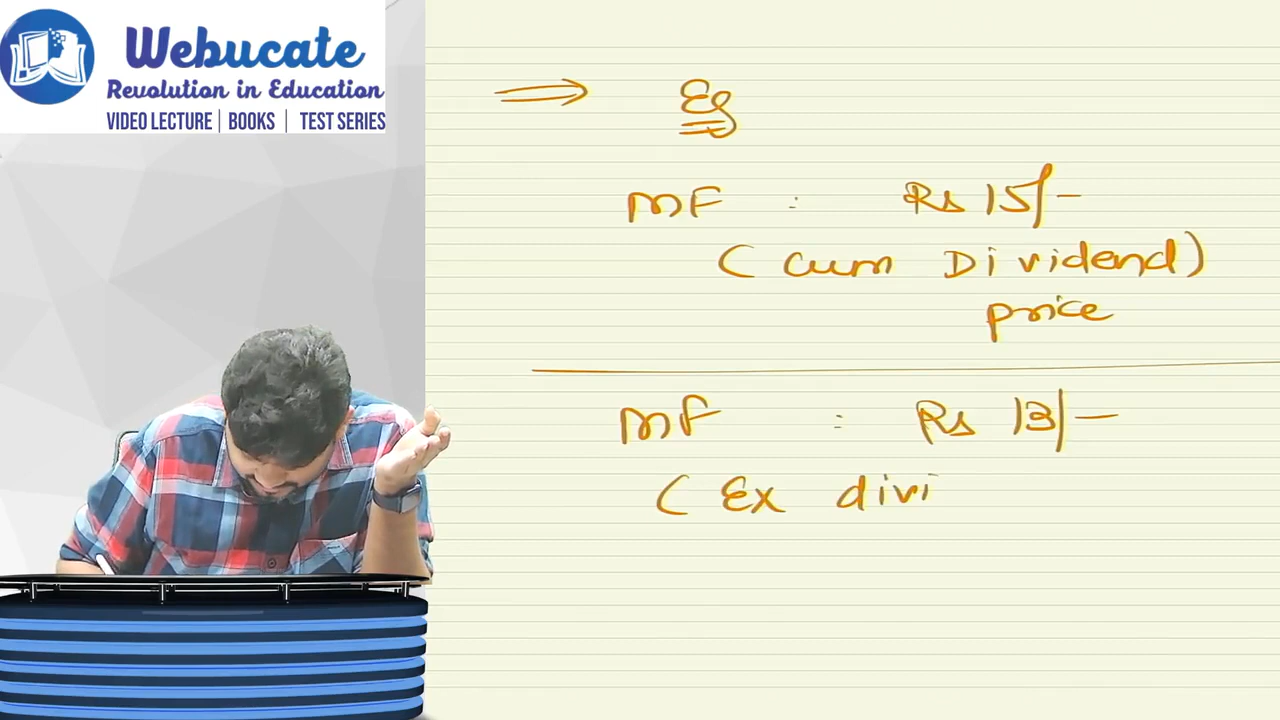 Webucate
Revolution in Education
VIDEO LECTURE | BOOKS | TEST SERIES
⇒ Eg
MF : Rs 15/-
(Cum Dividend)
price
MF : Rs 13/-
(Ex divi